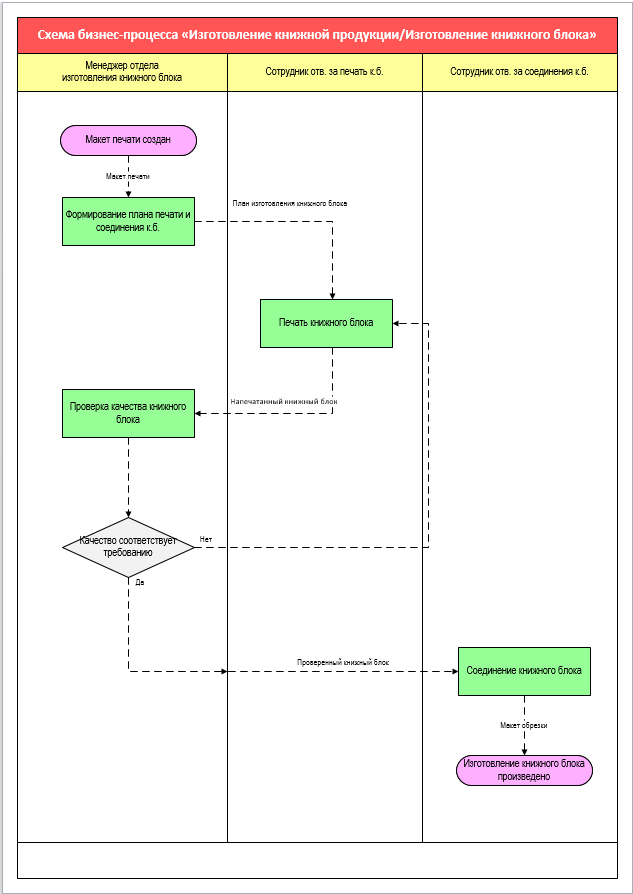 Схема бизнес-процесса «Изготовление книжной продукции/Изготовление книжного блока»
Менеджер отдела
изготовления книжного блока
Сотрудник отв. за печать к.б.
Сотрудник отв. за соединения к.б.
Макет печати создан
Макет печати
Формирование плана печати и
соединения к.б.
План изготовления книжного блока
Печать книжного блока
Напечатанный книжный блок
Проверка качества книжного
блока
Качество соответствует
требованию
Нет
Да
Проверенный книжный блок
Соединение книжного блока
Макет обрезки
Изготовление книжного блока
произведено